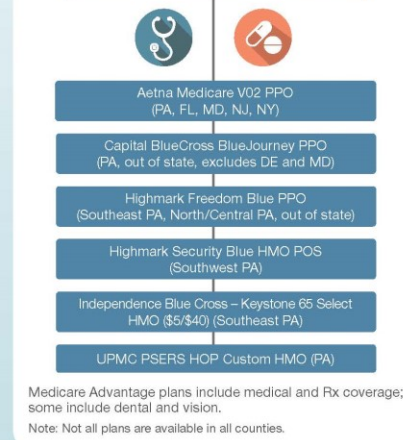 Aetna Medicare V02 PPO
(PA, FL, MD, NJ, NY)
Capital BlueCross BlueJourney PPO
(PA, out of state, excludes DE and MD)
Highmark Freedom Blue PPO
(Southeast PA, North/Central PA, out of state)
Highmark Security Blue HMO POS
(Southwest PA)
Independence Blue Cross – Keystone 65 Select
HMO ($5/$40) (Southeast PA)
UPMC PSERS HOP Custom HMO (PA)
Medicare Advantage plans include medical and Rx coverage;
some include dental and vision.
Note: Not all plans are available in all counties.